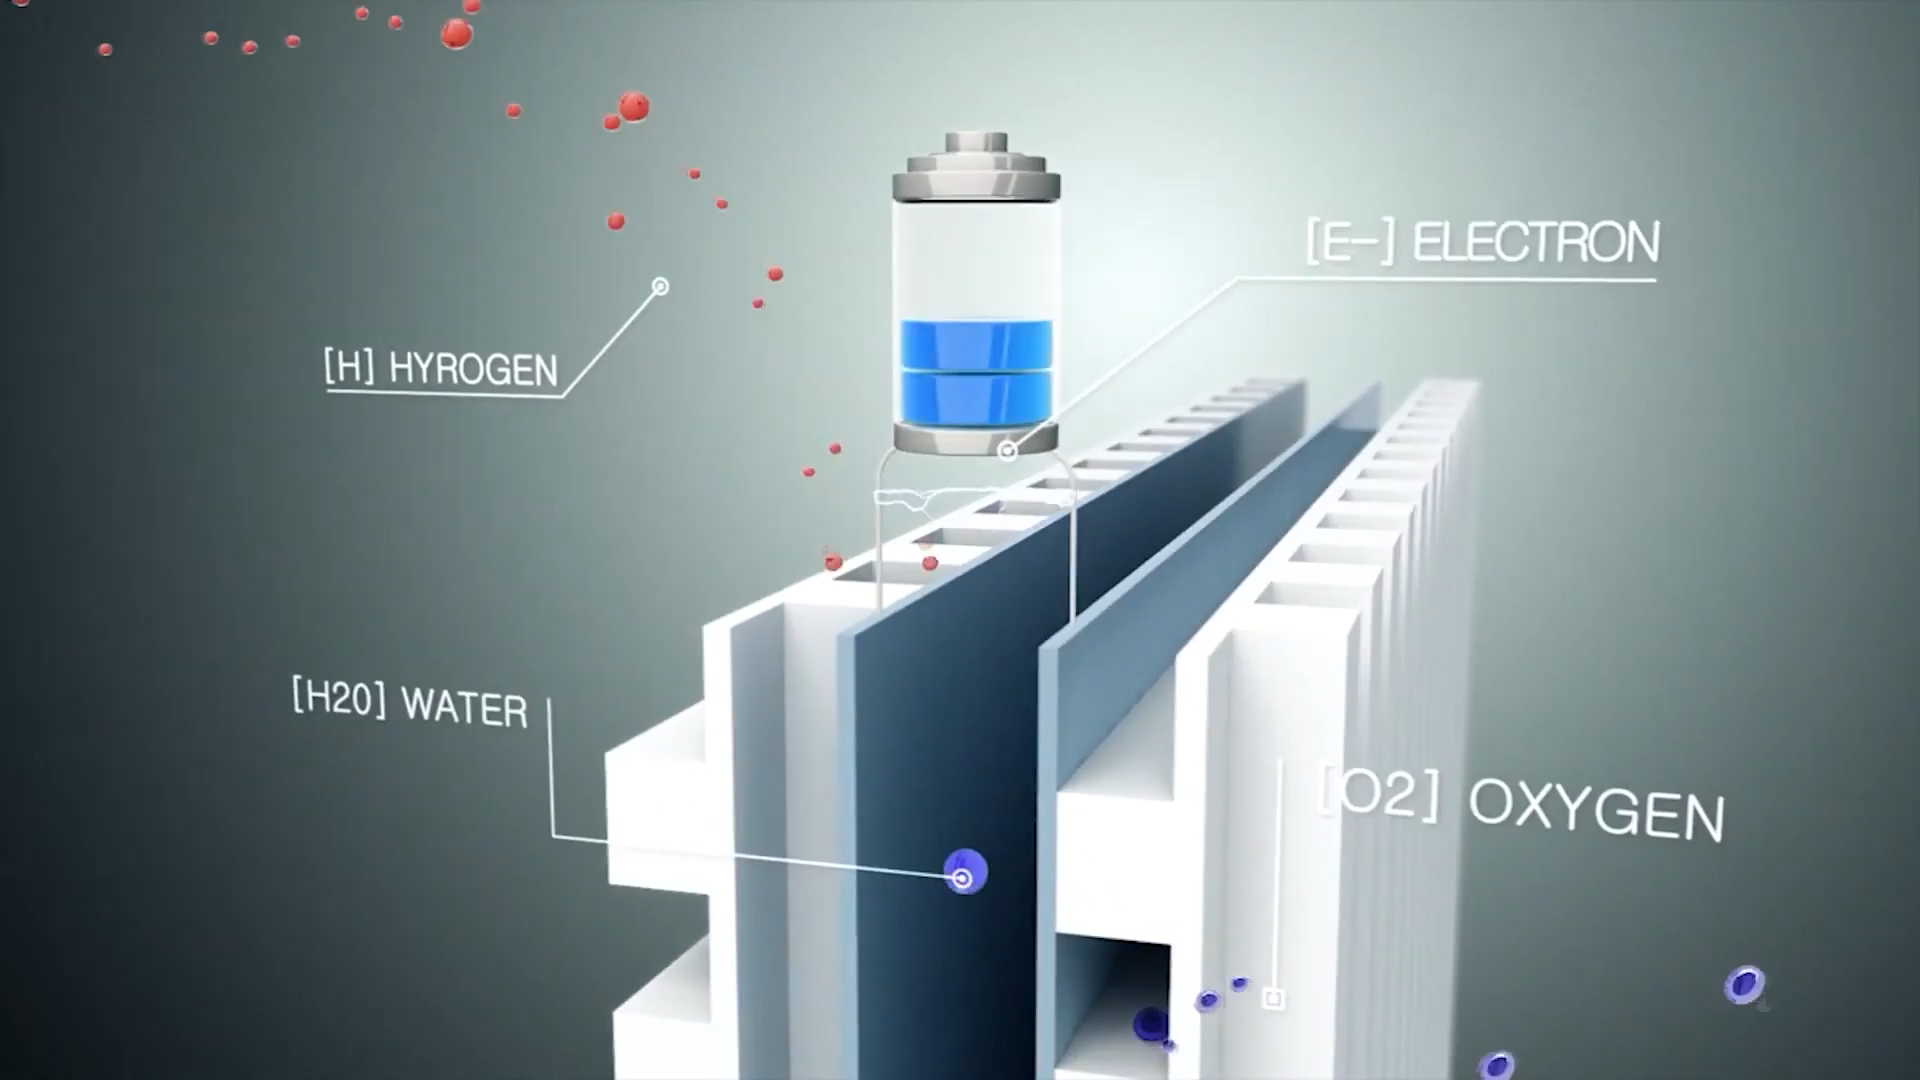 [E-] ELECTRON
[H] HYROGEN
[H20] WATER
[O2] OXYGEN